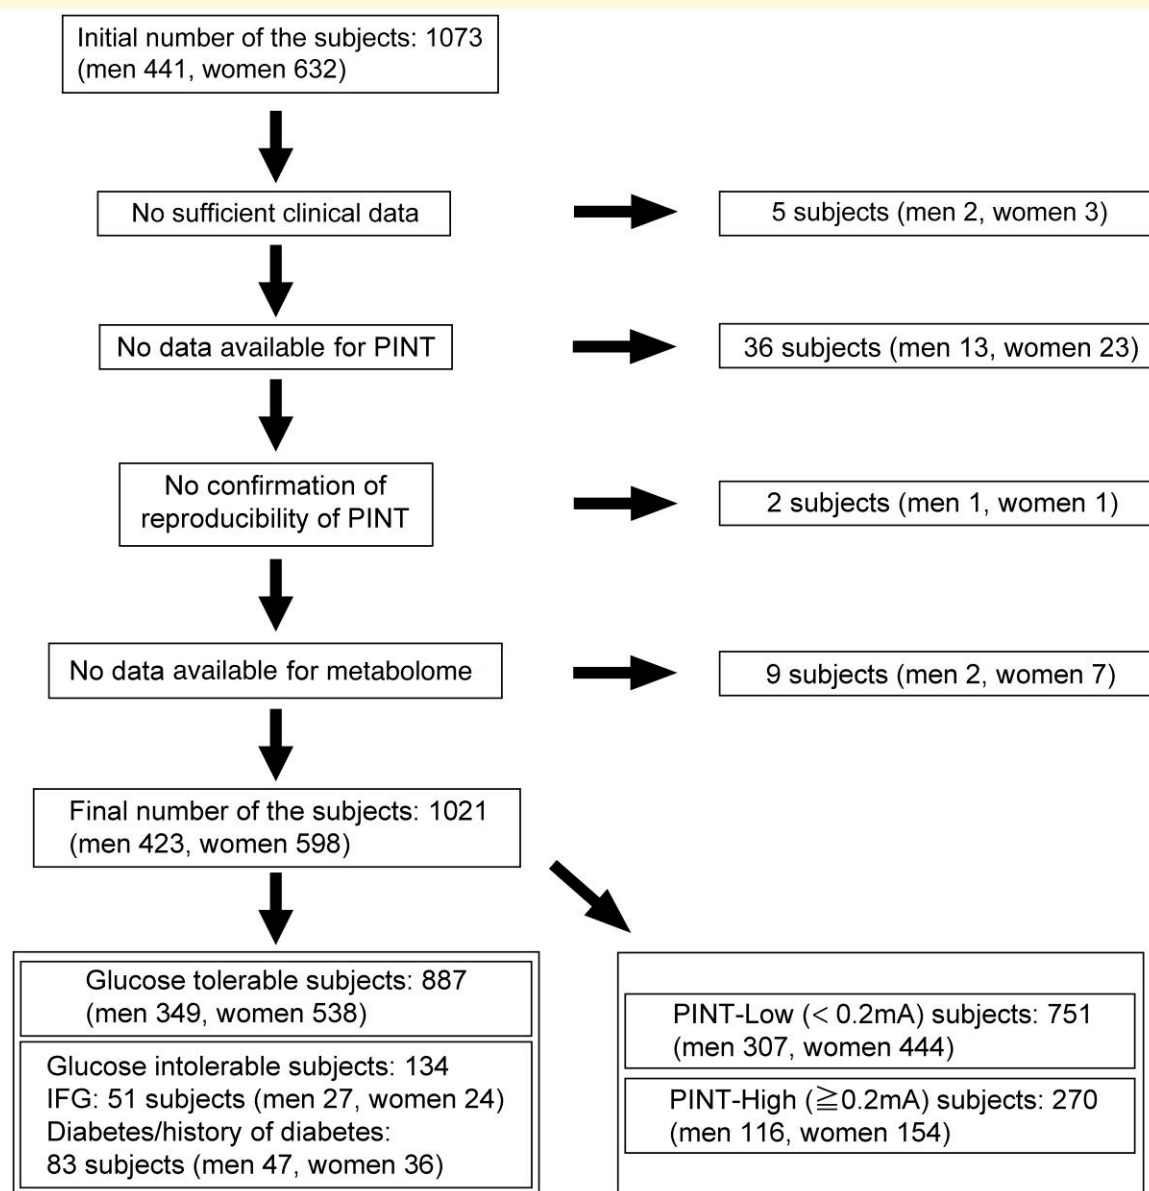 Initial number of the subjects: 1073
(men 441, women 632)
No sufficient clinical data
5 subjects (men 2, women 3)
No data available for PINT
36 subjects (men 13, women 23)
No confirmation of
reproducibility of PINT
2 subjects (men 1, women 1)
No data available for metabolome
9 subjects (men 2, women 7)
Final number of the subjects: 1021
(men 423, women 598)
Glucose tolerable subjects: 887
(men 349, women 538)
Glucose intolerable subjects: 134
IFG: 51 subjects (men 27, women 24)
Diabetes/history of diabetes:
83 subjects (men 47, women 36)
PINT-Low (< 0.2mA) subjects: 751
(men 307, women 444)
PINT-High (≧0.2mA) subjects: 270
(men 116, women 154)